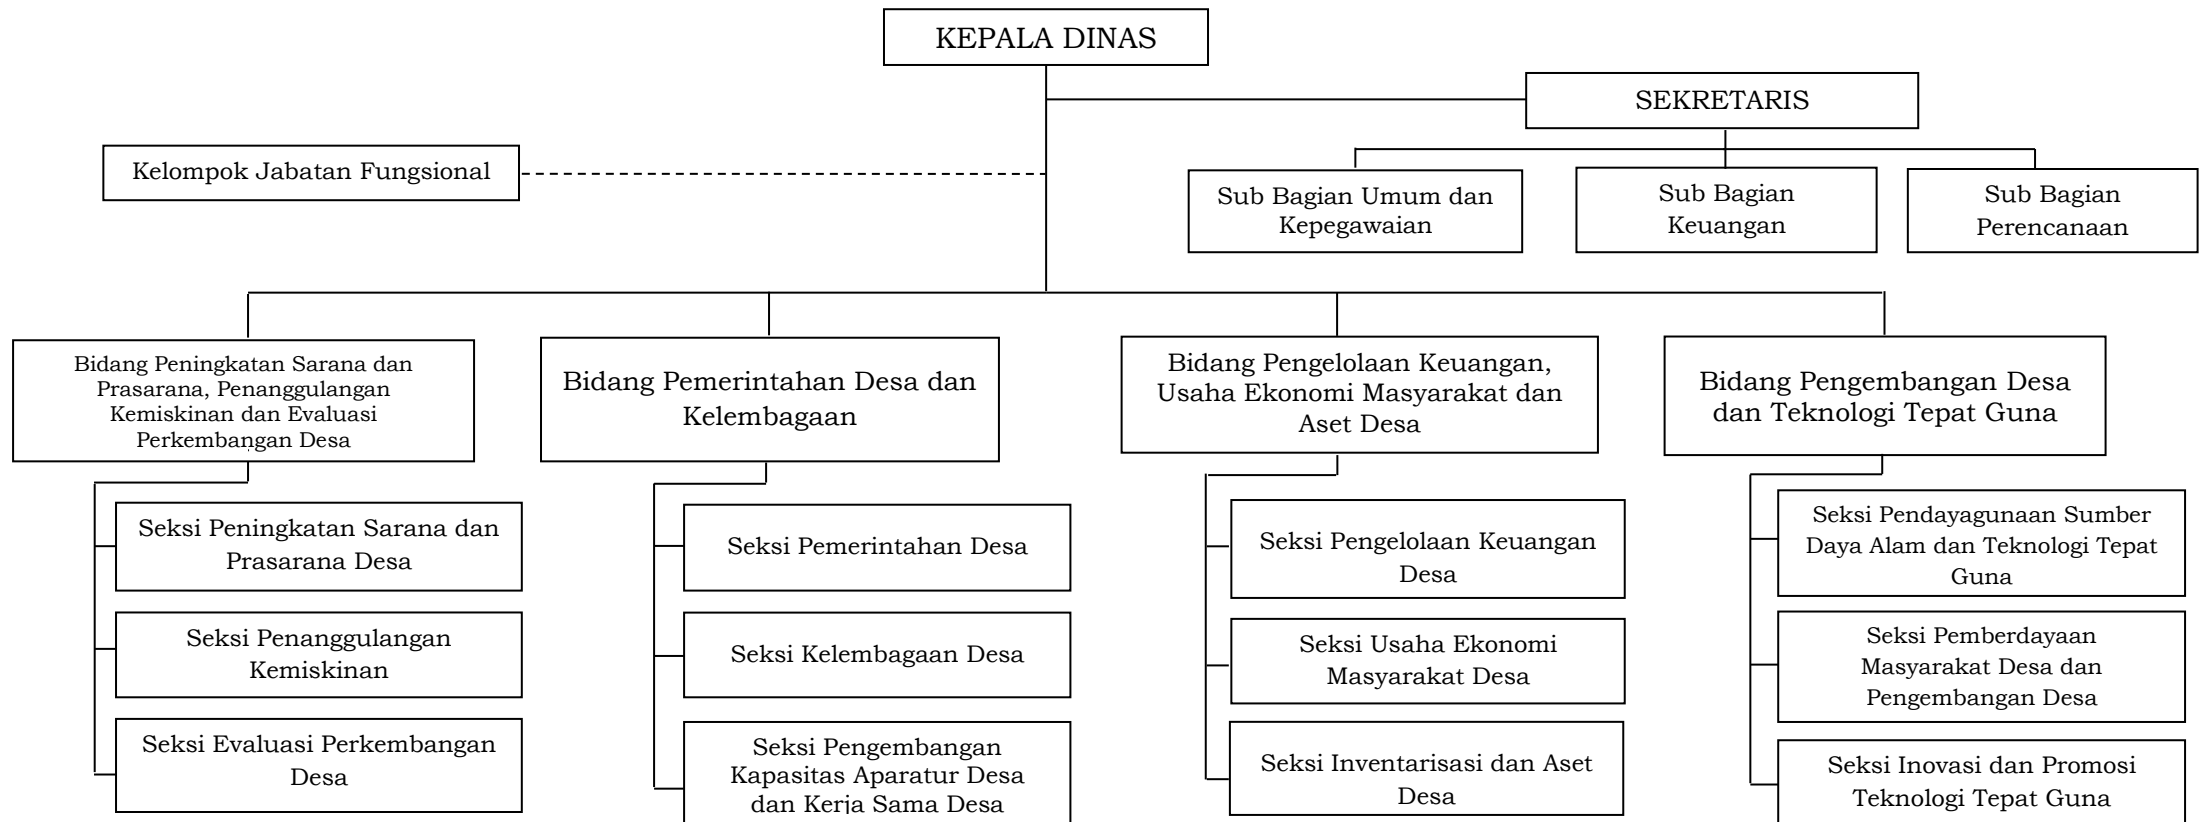 KEPALA DINAS
SEKRETARIS
Kelompok Jabatan Fungsional
Sub Bagian Umum dan
Kepegawaian
Sub Bagian
Keuangan
Sub Bagian
Perencanaan
Bidang Peningkatan Sarana dan
Prasarana, Penanggulangan
Kemiskinan dan Evaluasi
Perkembangan Desa
Bidang Pemerintahan Desa dan
Kelembagaan
Bidang Pengelolaan Keuangan,
Usaha Ekonomi Masyarakat dan
Aset Desa
Bidang Pengembangan Desa
dan Teknologi Tepat Guna
Seksi Peningkatan Sarana dan
Prasarana Desa
Seksi Penanggulangan
Kemiskinan
Seksi Evaluasi Perkembangan
Desa
Seksi Pemerintahan Desa
Seksi Kelembagaan Desa
Seksi Pengembangan
Kapasitas Aparatur Desa
dan Kerja Sama Desa
Seksi Pengelolaan Keuangan
Desa
Seksi Usaha Ekonomi
Masyarakat Desa
Seksi Inventarisasi dan Aset
Desa
Seksi Pendayagunaan Sumber
Daya Alam dan Teknologi Tepat
Guna
Seksi Pemberdayaan
Masyarakat Desa dan
Pengembangan Desa
Seksi Inovasi dan Promosi
Teknologi Tepat Guna